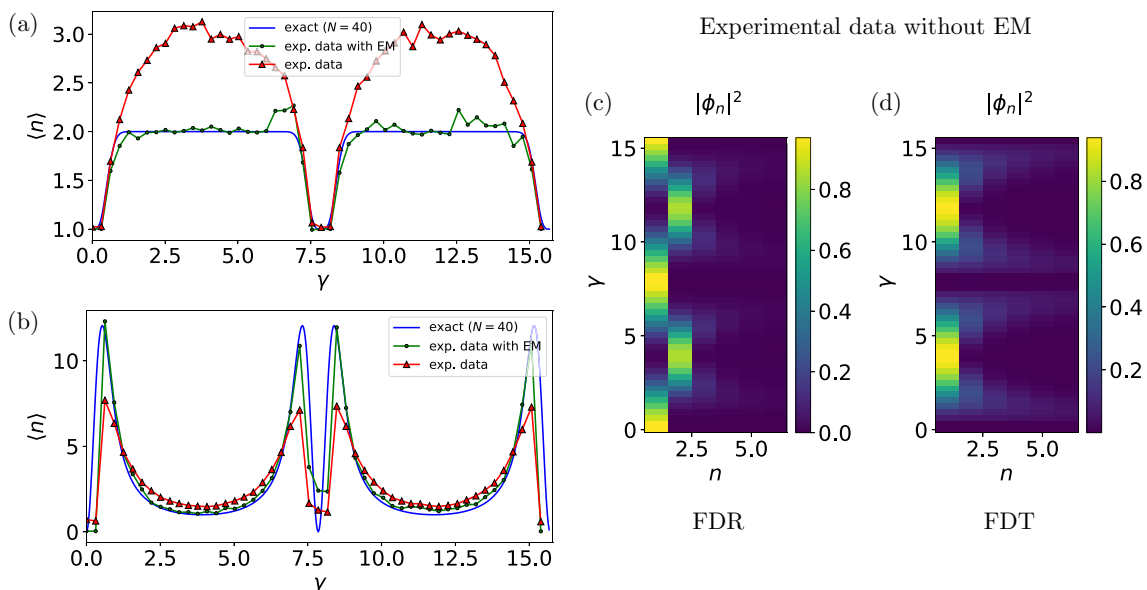 (a)
⟨n⟩
3.0
2.5
2.0
1.5
1.0
exact (N = 40)
exp. data with EM
exp. data
0.0 2.5 5.0 7.5 10.0 12.5 15.0
γ
(b)
⟨n⟩
10
5
0
exact (N = 40)
exp. data with EM
exp. data
0.0 2.5 5.0 7.5 10.0 12.5 15.0
γ
Experimental data without EM
(c) |ϕₙ|²
γ
15
10
5
0
2.5 5.0
n
0.8
0.6
0.4
0.2
0.0
FDR
(d) |ϕₙ|²
γ
15
10
5
0
2.5 5.0
n
0.8
0.6
0.4
0.2
FDT